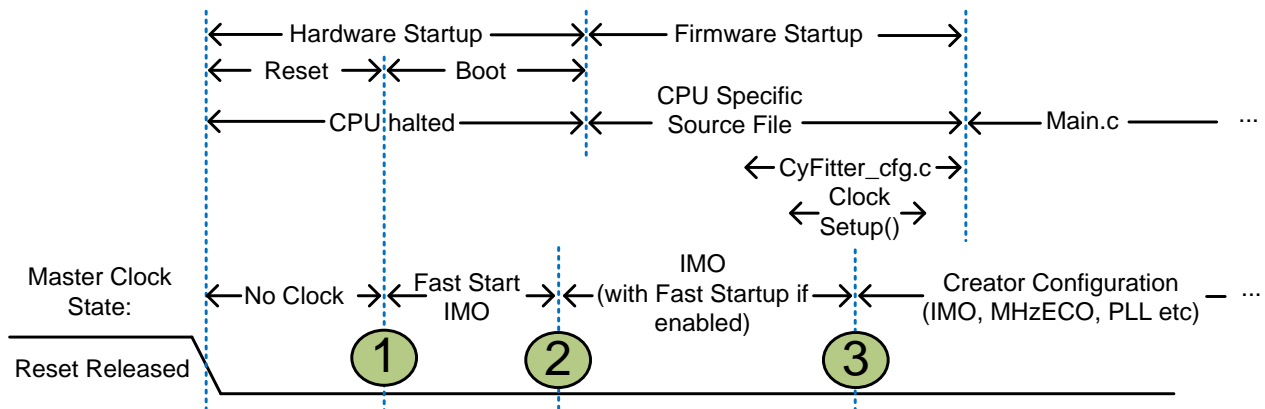 Hardware Startup
Firmware Startup
Reset
Boot
CPU halted
CPU Specific
Source File
Main.c
...
CyFitter_cfg.c
Clock
Setup()
Master Clock
State:
No Clock
Fast Start
IMO
IMO
(with Fast Startup if
enabled)
Creator Configuration
(IMO, MHzECO, PLL etc)
...
Reset Released
1
2
3